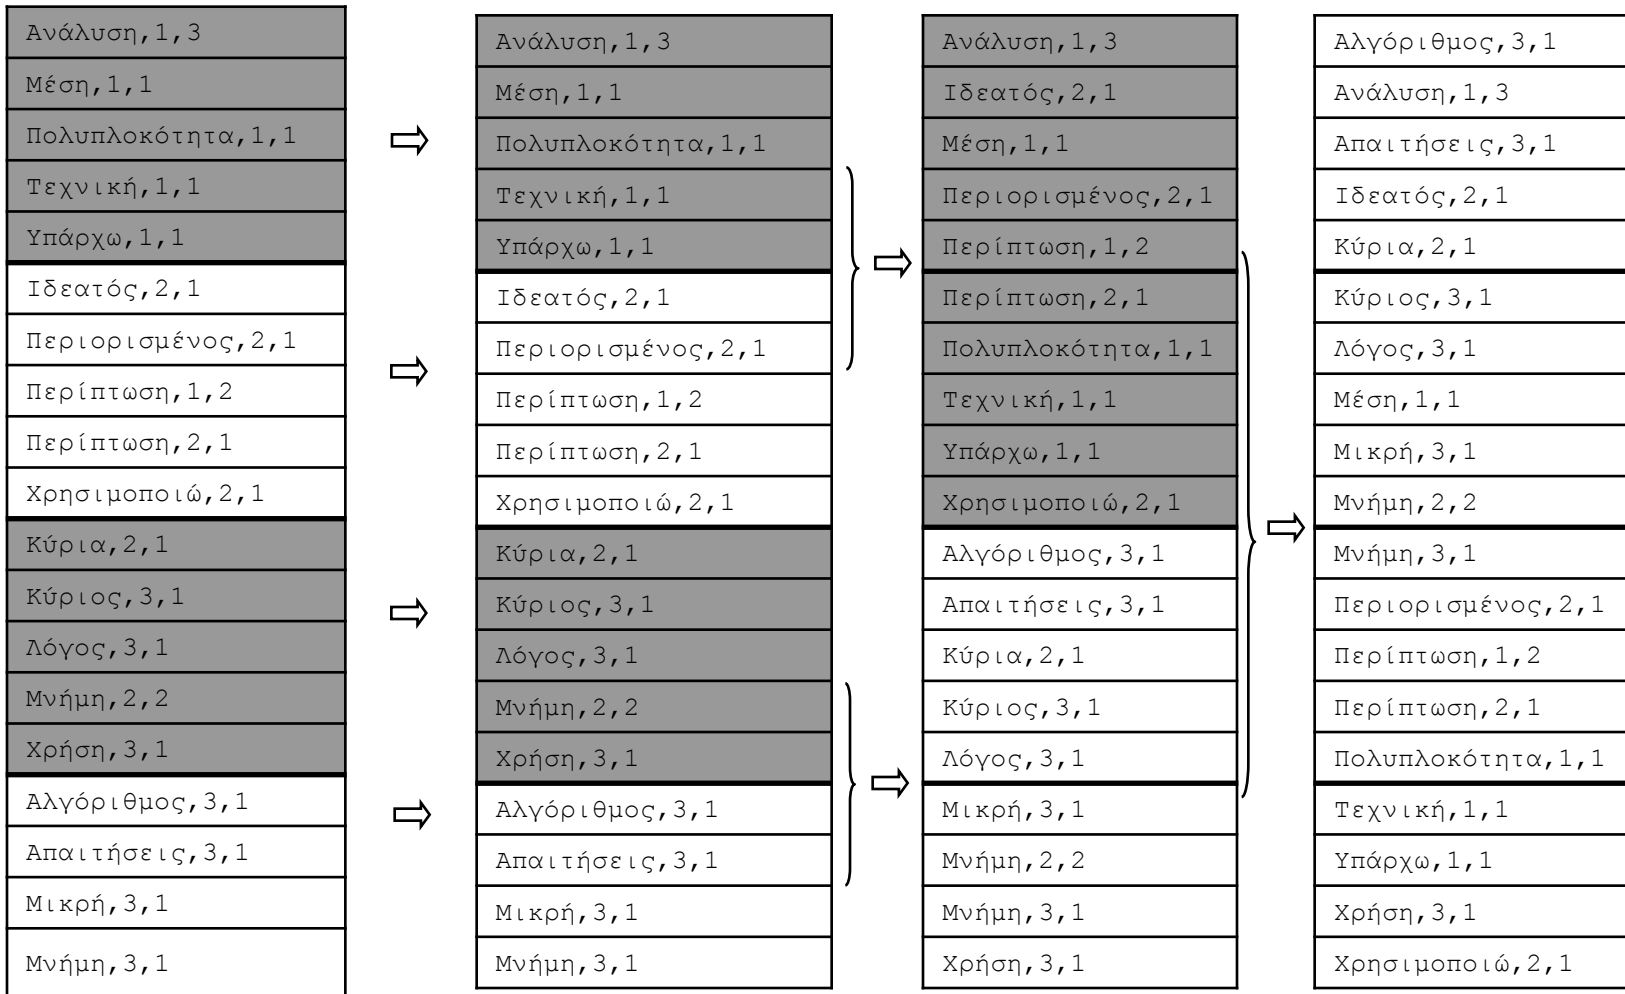 Ανάλυση,1,3
Μέση,1,1
Πολυπλοκότητα,1,1
Τεχνική,1,1
Υπάρχω,1,1
Ιδεατός,2,1
Περιορισμένος,2,1
Περίπτωση,1,2
Περίπτωση,2,1
Χρησιμοποιώ,2,1
Κύρια,2,1
Κύριος,3,1
Λόγος,3,1
Μνήμη,2,2
Χρήση,3,1
Αλγόριθμος,3,1
Απαιτήσεις,3,1
Μικρή,3,1
Μνήμη,3,1
Ανάλυση,1,3
Μέση,1,1
Πολυπλοκότητα,1,1
Τεχνική,1,1
Υπάρχω,1,1
Ιδεατός,2,1
Περιορισμένος,2,1
Περίπτωση,1,2
Περίπτωση,2,1
Χρησιμοποιώ,2,1
Κύρια,2,1
Κύριος,3,1
Λόγος,3,1
Μνήμη,2,2
Χρήση,3,1
Αλγόριθμος,3,1
Απαιτήσεις,3,1
Μικρή,3,1
Μνήμη,3,1
Ανάλυση,1,3
Ιδεατός,2,1
Μέση,1,1
Περιορισμένος,2,1
Περίπτωση,1,2
Περίπτωση,2,1
Πολυπλοκότητα,1,1
Τεχνική,1,1
Υπάρχω,1,1
Χρησιμοποιώ,2,1
Αλγόριθμος,3,1
Απαιτήσεις,3,1
Κύρια,2,1
Κύριος,3,1
Λόγος,3,1
Μικρή,3,1
Μνήμη,2,2
Μνήμη,3,1
Χρήση,3,1
Αλγόριθμος,3,1
Ανάλυση,1,3
Απαιτήσεις,3,1
Ιδεατός,2,1
Κύρια,2,1
Κύριος,3,1
Λόγος,3,1
Μέση,1,1
Μικρή,3,1
Μνήμη,2,2
Μνήμη,3,1
Περιορισμένος,2,1
Περίπτωση,1,2
Περίπτωση,2,1
Πολυπλοκότητα,1,1
Τεχνική,1,1
Υπάρχω,1,1
Χρήση,3,1
Χρησιμοποιώ,2,1